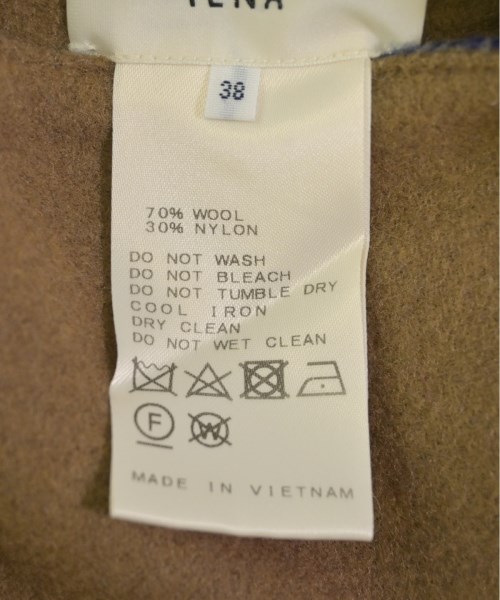 IENA
38
70% WOOL
30% NYLON
DO NOT WASH
DO NOT BLEACH
DO NOT TUMBLE DRY
COOL IRON
DRY CLEAN
DO NOT WET CLEAN
F
W
MADE IN VIETNAM